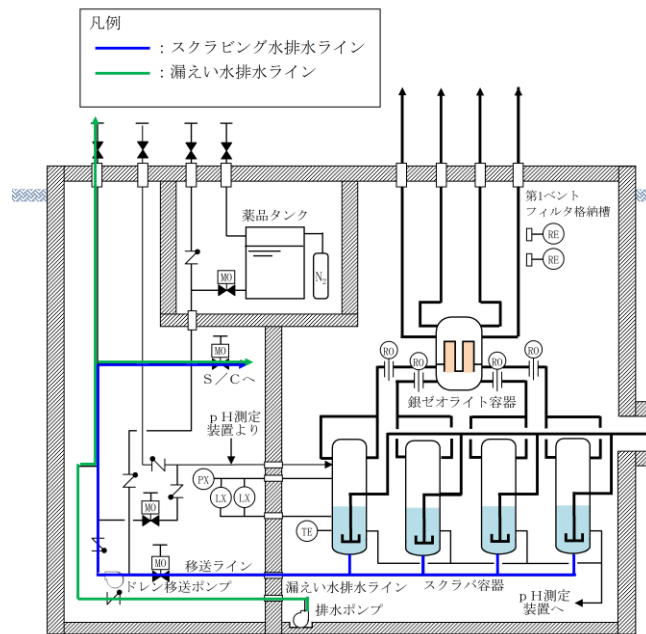 凡例
：スクラビング水排水ライン
：漏えい水排水ライン
第1ベント
フィルタ格納槽
RE
RE
薬品タンク
MO
N₂
MO
S／Cへ
RO
RO
RO
RO
銀ゼオライト容器
pH測定
装置より
PX
LX
LX
MO
TE
MO
移送ライン
ドレン移送ポンプ
漏えい水排水ライン
スクラバ容器
排水ポンプ
pH測定
装置へ